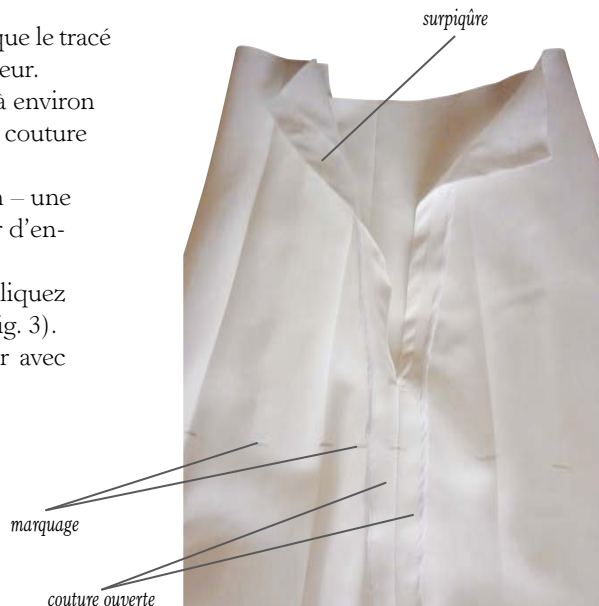 surpiqûre
que le tracé
eur.
à environ
couture
n – une
r d'en-
liquez
ig. 3).
r avec
marquage
couture ouverte